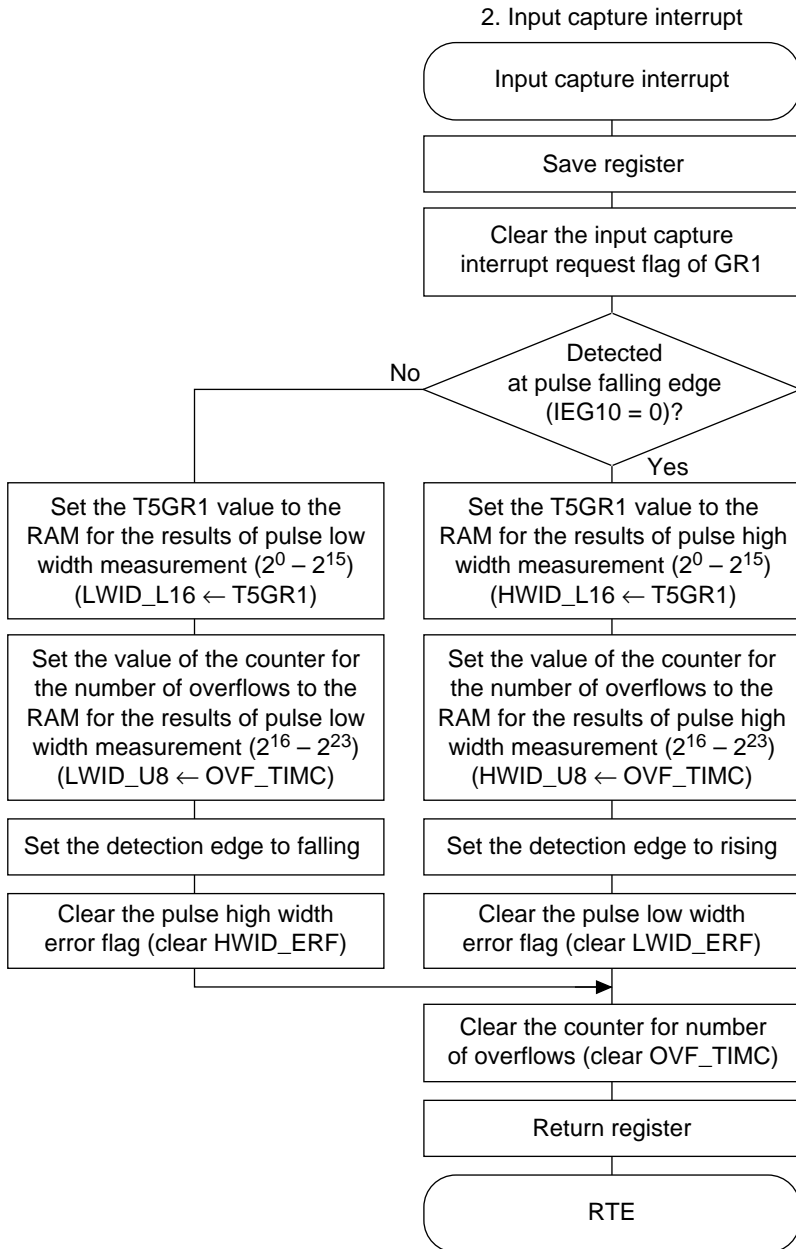 2. Input capture interrupt
Input capture interrupt
Save register
Clear the input capture
interrupt request flag of GR1
Detected
at pulse falling edge
(IEG10 = 0)?
No
Yes
Set the T5GR1 value to the
RAM for the results of pulse low
width measurement (2⁰ – 2¹⁵)
(LWID_L16 ← T5GR1)
Set the value of the counter for
the number of overflows to the
RAM for the results of pulse low
width measurement (2¹⁶ – 2²³)
(LWID_U8 ← OVF_TIMC)
Set the detection edge to falling
Clear the pulse high width
error flag (clear HWID_ERF)
Set the T5GR1 value to the
RAM for the results of pulse high
width measurement (2⁰ – 2¹⁵)
(HWID_L16 ← T5GR1)
Set the value of the counter for
the number of overflows to the
RAM for the results of pulse high
width measurement (2¹⁶ – 2²³)
(HWID_U8 ← OVF_TIMC)
Set the detection edge to rising
Clear the pulse low width
error flag (clear LWID_ERF)
Clear the counter for number
of overflows (clear OVF_TIMC)
Return register
RTE